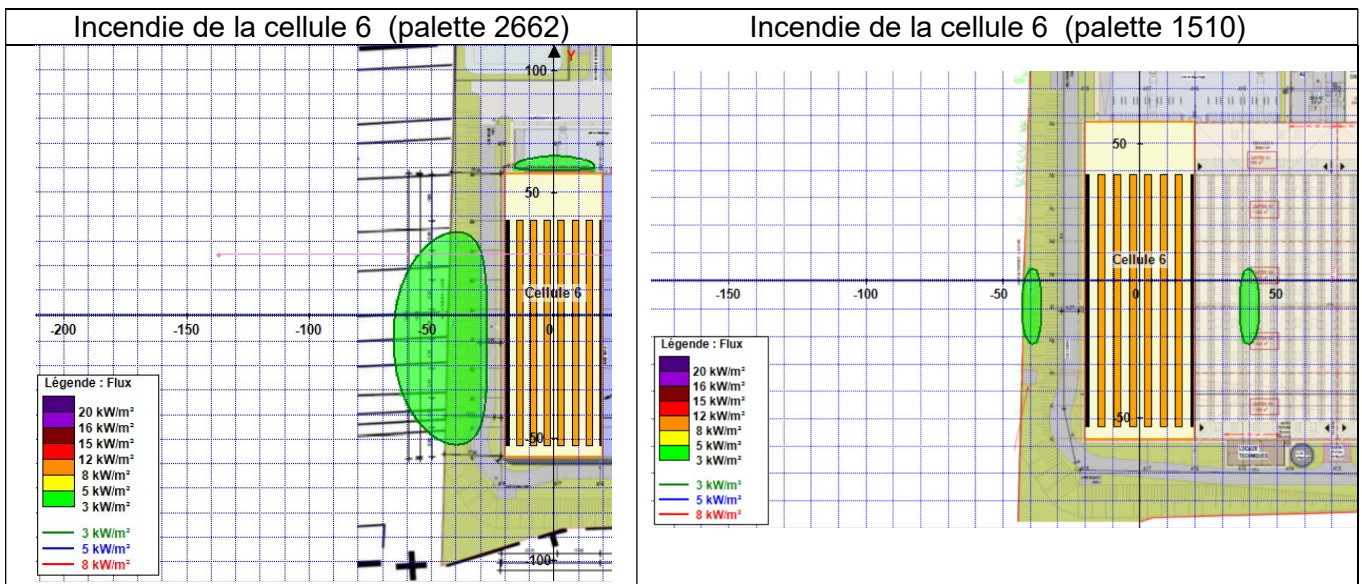 Incendie de la cellule 6 (palette 2662)
Incendie de la cellule 6 (palette 1510)
Y
100
50
Cellule 6
-200
-150
-100
-50
0
-50
-100
Légende : Flux
20 kW/m²
16 kW/m²
15 kW/m²
12 kW/m²
8 kW/m²
5 kW/m²
3 kW/m²
3 kW/m²
5 kW/m²
8 kW/m²
50
Cellule 6
-150
-100
-50
0
50
-50
LOCAUX
TECHNIQUES
Légende : Flux
20 kW/m²
16 kW/m²
15 kW/m²
12 kW/m²
8 kW/m²
5 kW/m²
3 kW/m²
3 kW/m²
5 kW/m²
8 kW/m²